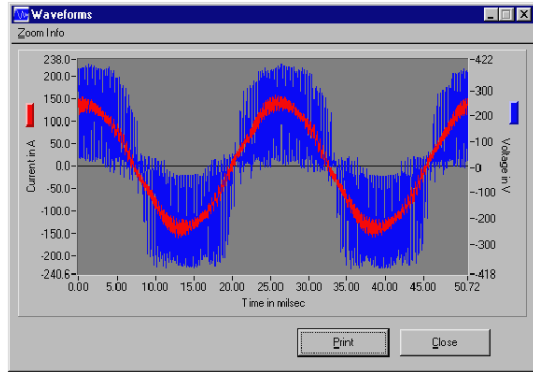 Waveforms
Zoom Info
238.0
200.0
150.0
100.0
50.0
0.0
-50.0
-100.0
-150.0
-200.0
-240.6
Current in A
422
300
200
100
0
-100
-200
-300
-418
Voltage in V
0.00 5.00 10.00 15.00 20.00 25.00 30.00 35.00 40.00 45.00 50.72
Time in milsec
Print Close